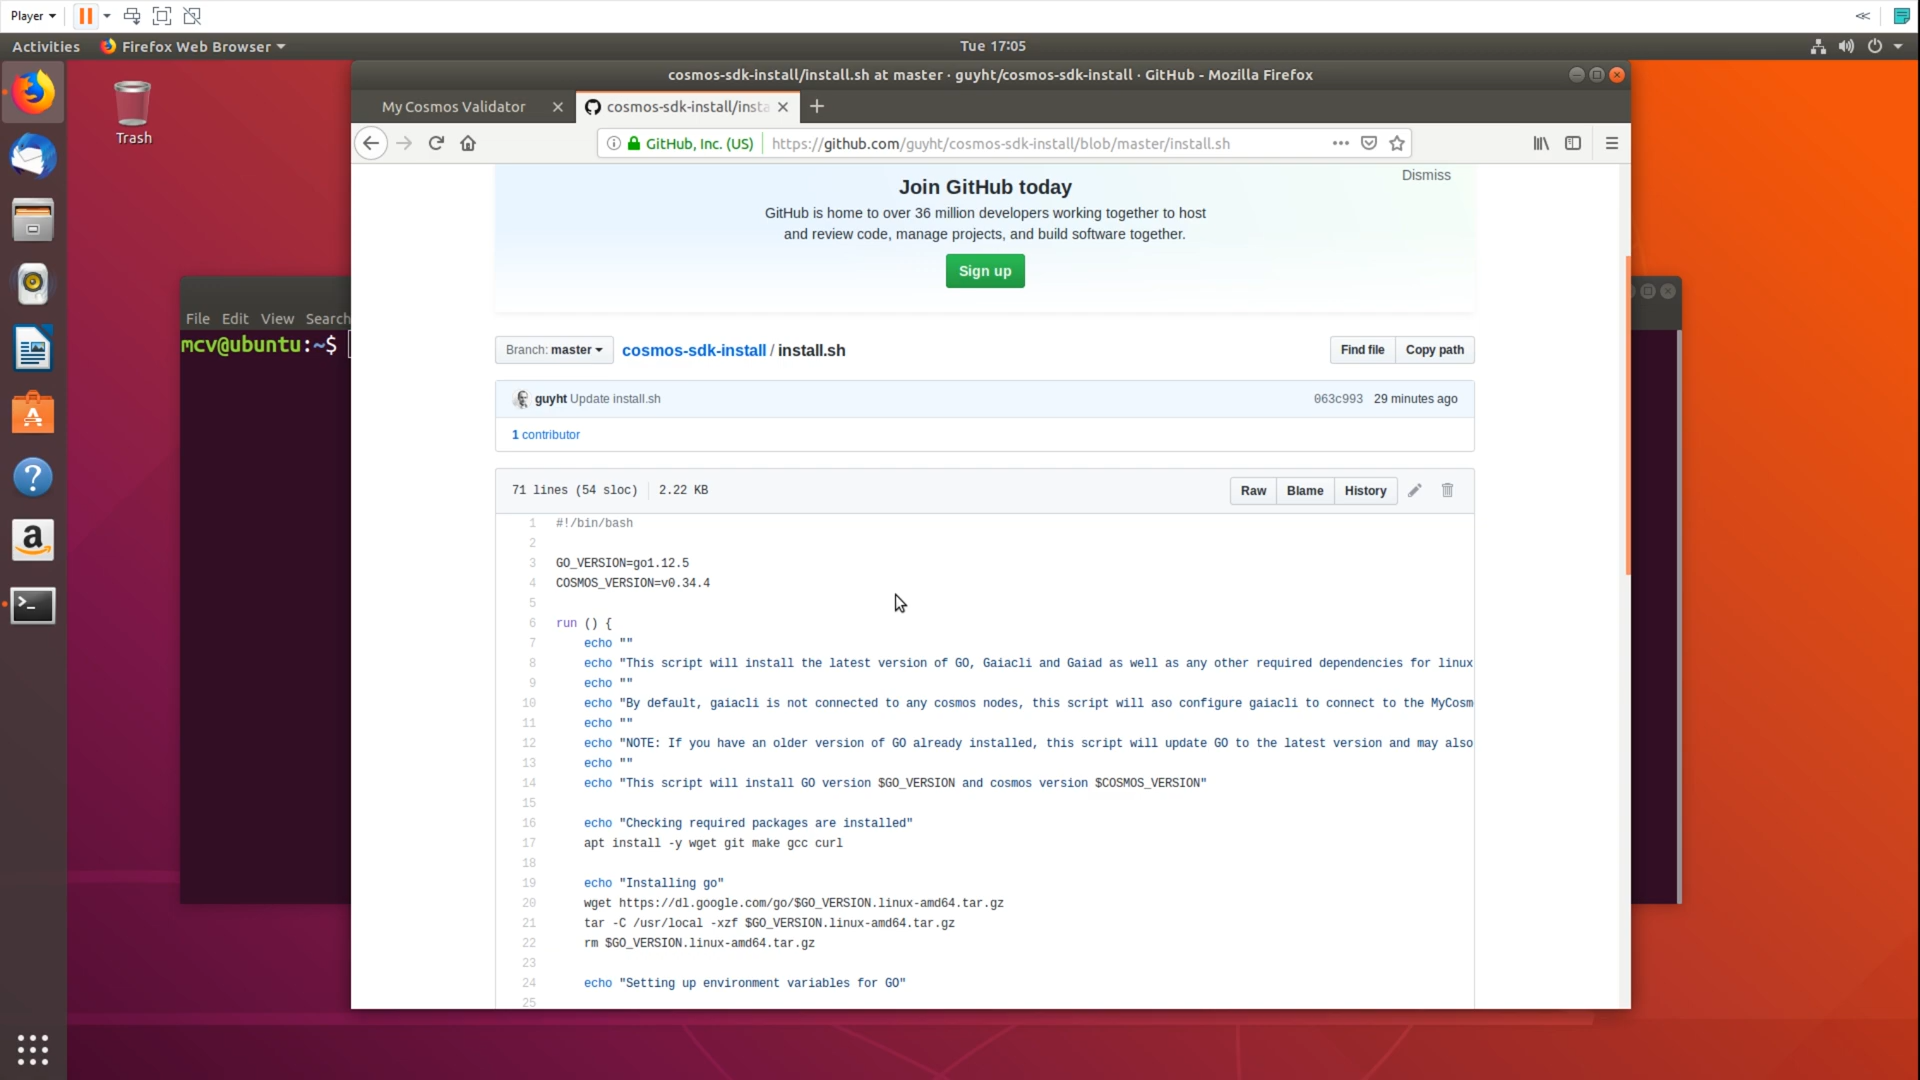 Player
Activities
Firefox Web Browser
Tue 17:05
Trash
cosmos-sdk-install/install.sh at master · guyht/cosmos-sdk-install · GitHub - Mozilla Firefox
My Cosmos Validator
cosmos-sdk-install/insta
GitHub, Inc. (US)
https://github.com/guyht/cosmos-sdk-install/blob/master/install.sh
File Edit View Search
mcv@ubuntu:~$
Join GitHub today
Dismiss
GitHub is home to over 36 million developers working together to host
and review code, manage projects, and build software together.
Sign up
Branch: master
cosmos-sdk-install / install.sh
Find file
Copy path
guyht Update install.sh
063c993 29 minutes ago
1 contributor
71 lines (54 sloc)
2.22 KB
Raw
Blame
History
1 #!/bin/bash
2
3 GO_VERSION=go1.12.5
4 COSMOS_VERSION=v0.34.4
5
6 run () {
7 echo ""
8 echo "This script will install the latest version of GO, Gaiacli and Gaiad as well as any other required dependencies for linux
9 echo ""
10 echo "By default, gaiacli is not connected to any cosmos nodes, this script will aso configure gaiacli to connect to the MyCosm
11 echo ""
12 echo "NOTE: If you have an older version of GO already installed, this script will update GO to the latest version and may also
13 echo ""
14 echo "This script will install GO version $GO_VERSION and cosmos version $COSMOS_VERSION"
15
16 echo "Checking required packages are installed"
17 apt install -y wget git make gcc curl
18
19 echo "Installing go"
20 wget https://dl.google.com/go/$GO_VERSION.linux-amd64.tar.gz
21 tar -C /usr/local -xzf $GO_VERSION.linux-amd64.tar.gz
22 rm $GO_VERSION.linux-amd64.tar.gz
23
24 echo "Setting up environment variables for GO"
25